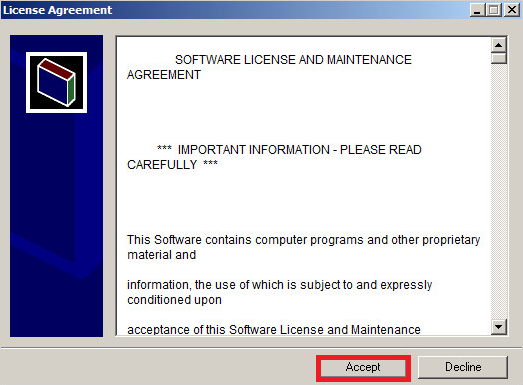 License Agreement
SOFTWARE LICENSE AND MAINTENANCE
AGREEMENT
*** IMPORTANT INFORMATION - PLEASE READ
CAREFULLY ***
This Software contains computer programs and other proprietary
material and
information, the use of which is subject to and expressly
conditioned upon
acceptance of this Software License and Maintenance
Accept
Decline